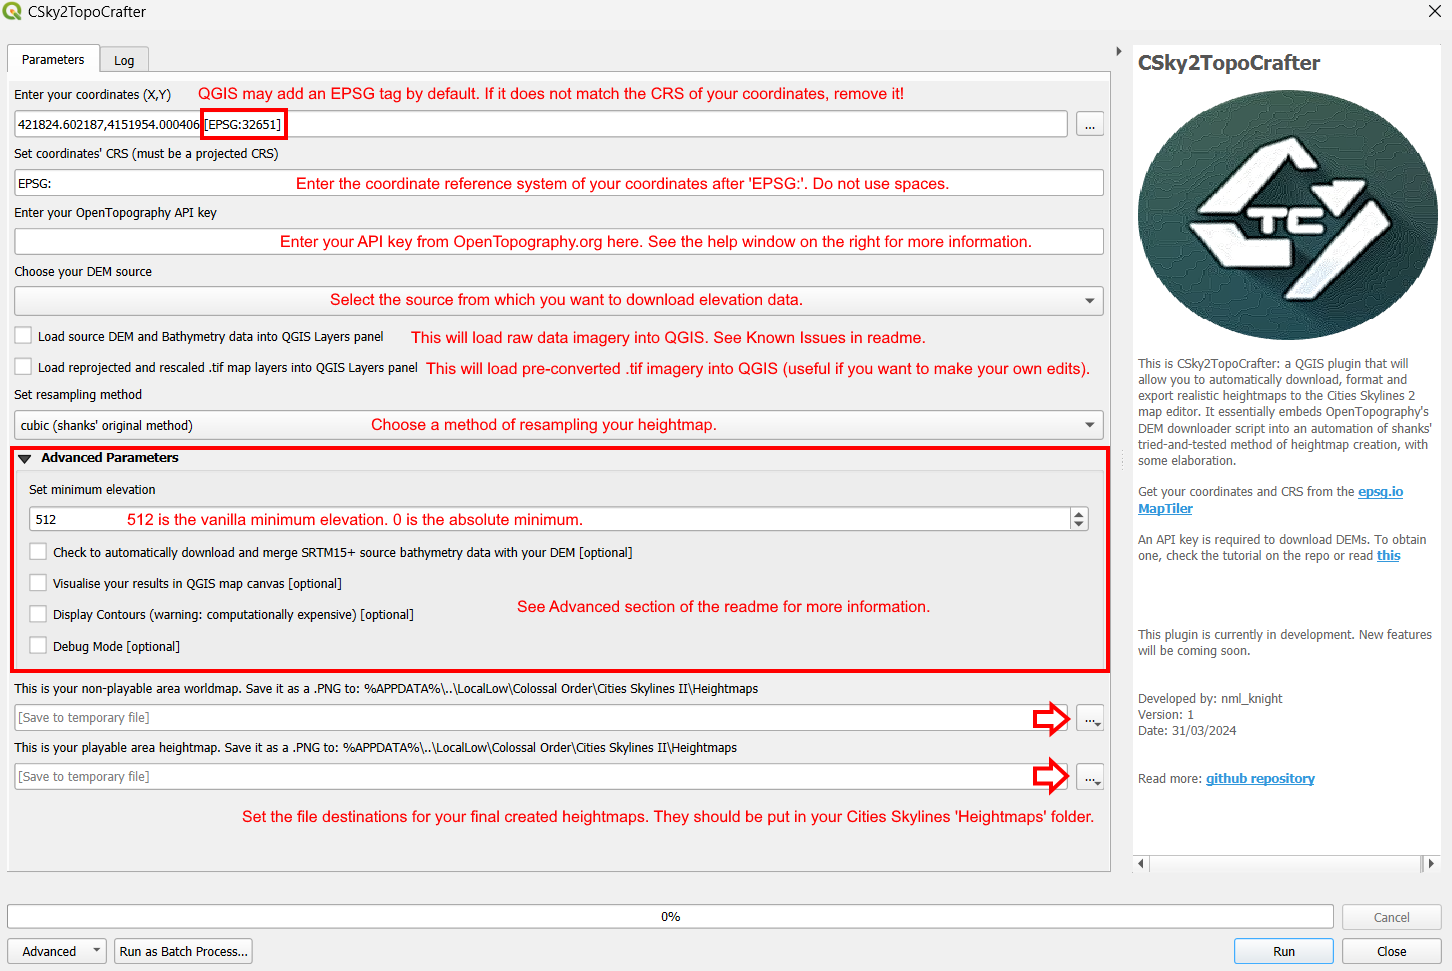 CSky2TopoCrafter
Parameters
Log
Enter your coordinates (X,Y)
QGIS may add an EPSG tag by default. If it does not match the CRS of your coordinates, remove it!
421824.602187,4151954.000406 [EPSG:32651]
...
Set coordinates' CRS (must be a projected CRS)
EPSG:
Enter the coordinate reference system of your coordinates after 'EPSG:'. Do not use spaces.
Enter your OpenTopography API key
Enter your API key from OpenTopography.org here. See the help window on the right for more information.
Choose your DEM source
Select the source from which you want to download elevation data.
Load source DEM and Bathymetry data into QGIS Layers panel
This will load raw data imagery into QGIS. See Known Issues in readme.
Load reprojected and rescaled .tif map layers into QGIS Layers panel
This will load pre-converted .tif imagery into QGIS (useful if you want to make your own edits).
Set resampling method
cubic (shanks' original method)
Choose a method of resampling your heightmap.
Advanced Parameters
Set minimum elevation
512
512 is the vanilla minimum elevation. 0 is the absolute minimum.
Check to automatically download and merge SRTM15+ source bathymetry data with your DEM [optional]
Visualise your results in QGIS map canvas [optional]
See Advanced section of the readme for more information.
Display Contours (warning: computationally expensive) [optional]
Debug Mode [optional]
This is your non-playable area worldmap. Save it as a .PNG to: %APPDATA%\..\LocalLow\Colossal Order\Cities Skylines II\Heightmaps
[Save to temporary file]
...
This is your playable area heightmap. Save it as a .PNG to: %APPDATA%\..\LocalLow\Colossal Order\Cities Skylines II\Heightmaps
[Save to temporary file]
...
Set the file destinations for your final created heightmaps. They should be put in your Cities Skylines 'Heightmaps' folder.
CSky2TopoCrafter
TC
This is CSky2TopoCrafter: a QGIS plugin that will
allow you to automatically download, format and
export realistic heightmaps to the Cities Skylines 2
map editor. It essentially embeds OpenTopography's
DEM downloader script into an automation of shanks'
tried-and-tested method of heightmap creation, with
some elaboration.
Get your coordinates and CRS from the epsg.io
MapTiler
An API key is required to download DEMs. To obtain
one, check the tutorial on the repo or read this
This plugin is currently in development. New features
will be coming soon.
Developed by: nml_knight
Version: 1
Date: 31/03/2024
Read more: github repository
0%
Cancel
Advanced
Run as Batch Process...
Run
Close